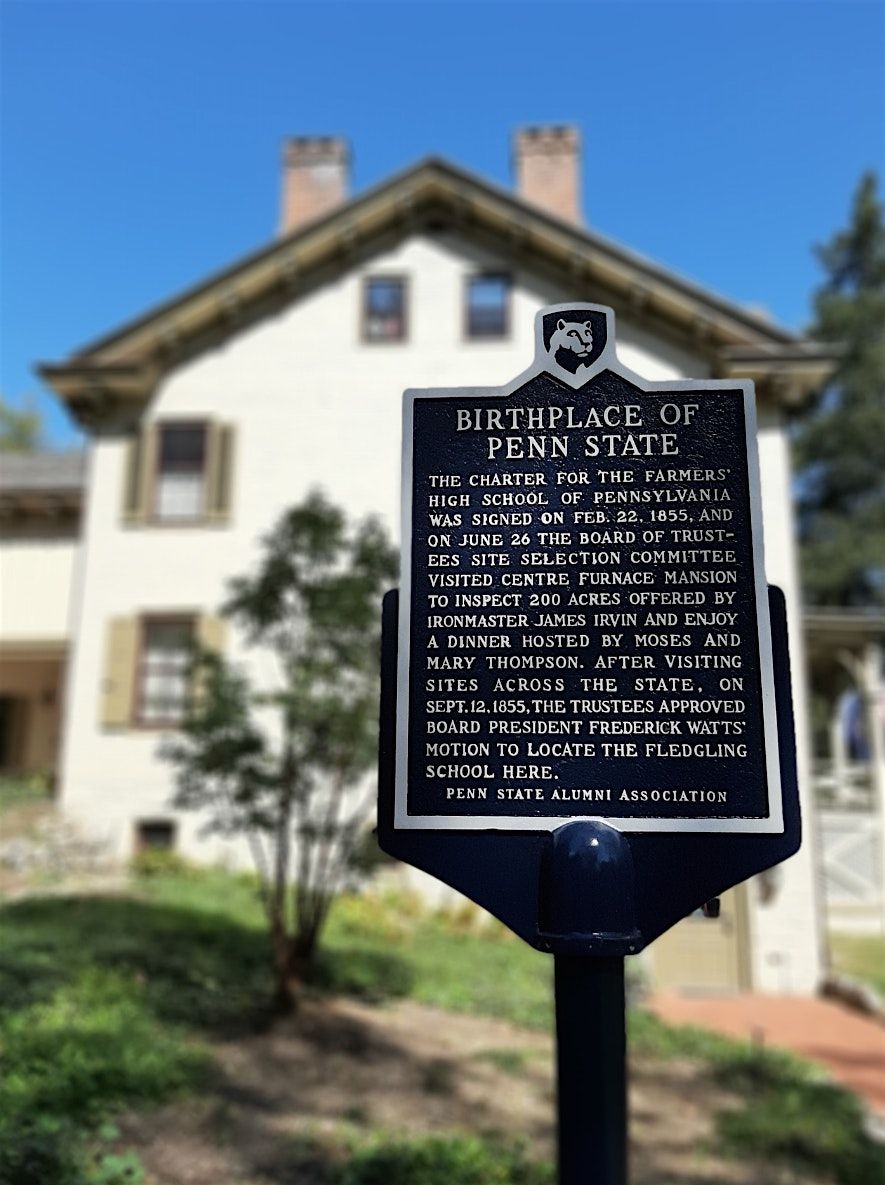 BIRTHPLACE OF
PENN STATE
THE CHARTER FOR THE FARMERS'
HIGH SCHOOL OF PENNSYLVANIA
WAS SIGNED ON FEB. 22, 1855, AND
ON JUNE 26 THE BOARD OF TRUST-
EES SITE SELECTION COMMITTEE
VISITED CENTRE FURNACE MANSION
TO INSPECT 200 ACRES OFFERED BY
IRONMASTER JAMES IRVIN AND ENJOY
A DINNER HOSTED BY MOSES AND
MARY THOMPSON. AFTER VISITING
SITES ACROSS THE STATE, ON
SEPT. 12, 1855, THE TRUSTEES APPROVED
BOARD PRESIDENT FREDERICK WATTS'
MOTION TO LOCATE THE FLEDGLING
SCHOOL HERE.
PENN STATE ALUMNI ASSOCIATION